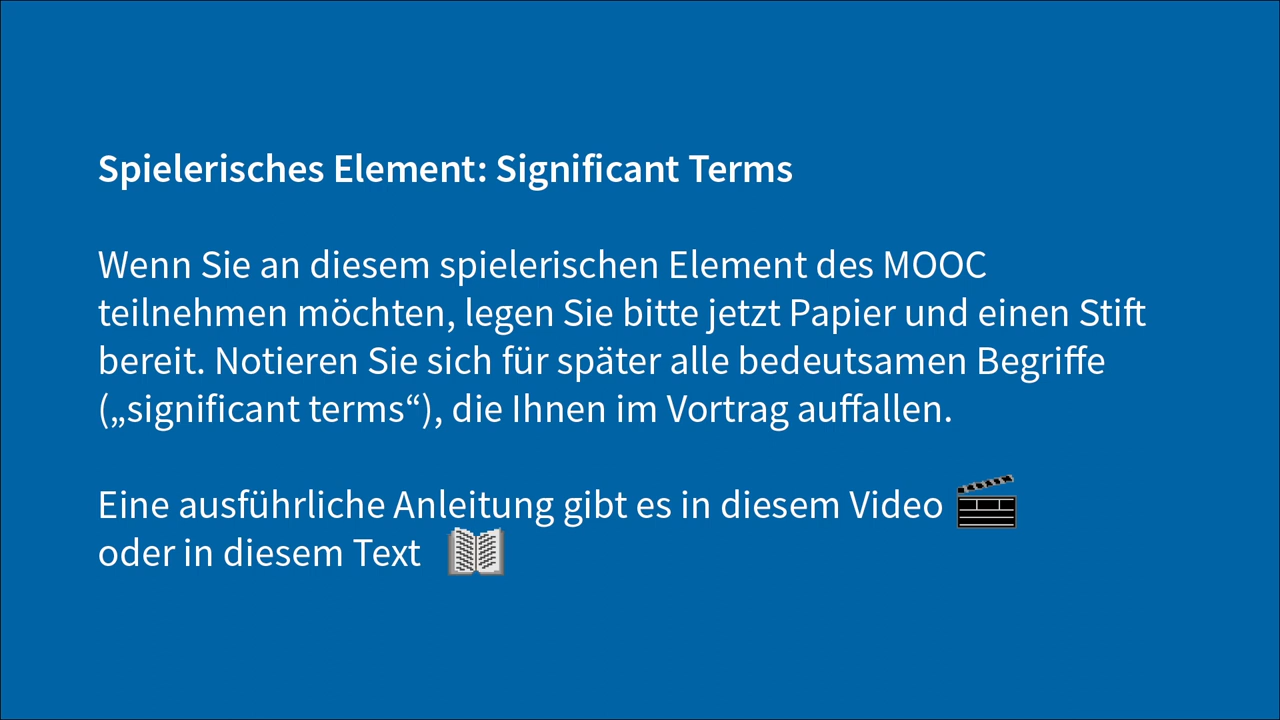 Spielerisches Element: Significant Terms
Wenn Sie an diesem spielerischen Element des MOOC
teilnehmen möchten, legen Sie bitte jetzt Papier und einen Stift
bereit. Notieren Sie sich für später alle bedeutsamen Begriffe
(„significant terms“), die Ihnen im Vortrag auffallen.
Eine ausführliche Anleitung gibt es in diesem Video
oder in diesem Text